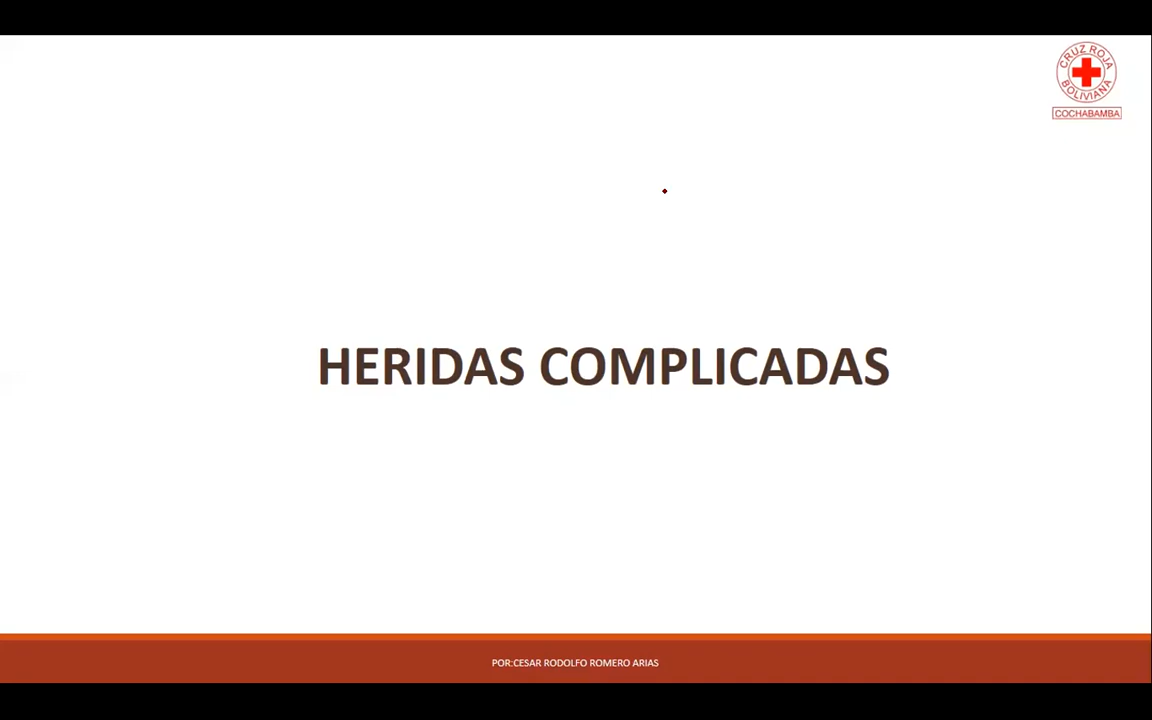 CRUZ ROJA
BOLIVIANA
COCHABAMBA
HERIDAS COMPLICADAS
POR:CESAR RODOLFO ROMERO ARIAS